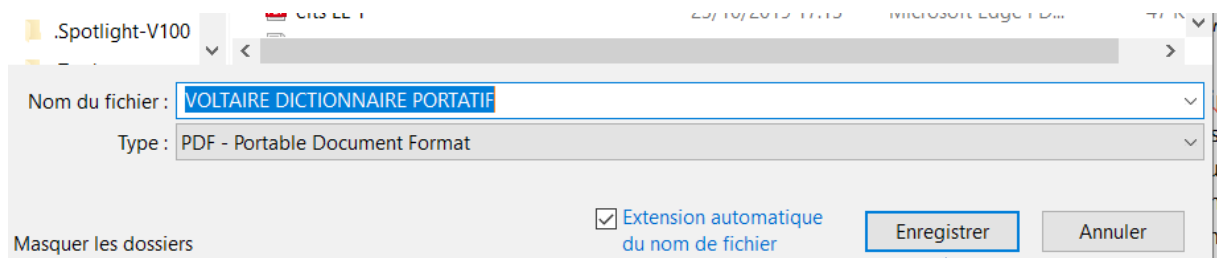 .Spotlight-V100
Nom du fichier : VOLTAIRE DICTIONNAIRE PORTATIF
Type : PDF - Portable Document Format
Extension automatique
du nom de fichier
Enregistrer
Annuler
Masquer les dossiers